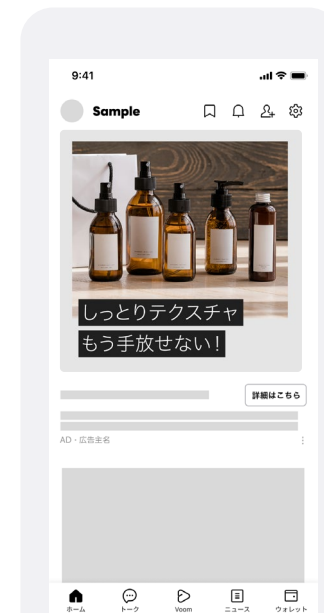 9:41
Sample
しっとりテクスチャ
もう手放せない!
詳細はこちら
AD・広告主名
ホーム
トーク
Voom
ニュース
ウォレット